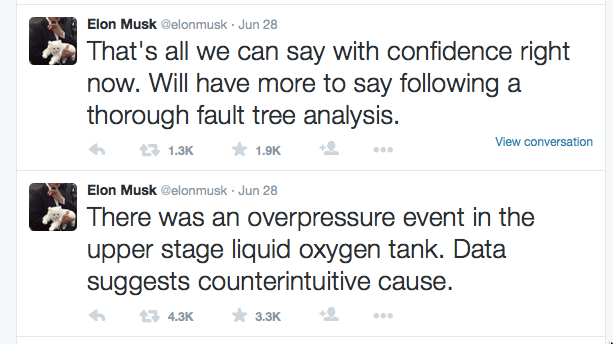 Elon Musk @elonmusk · Jun 28
That's all we can say with confidence right
now. Will have more to say following a
thorough fault tree analysis.
View conversation
1.3K 1.9K
Elon Musk @elonmusk · Jun 28
There was an overpressure event in the
upper stage liquid oxygen tank. Data
suggests counterintuitive cause.
4.3K 3.3K